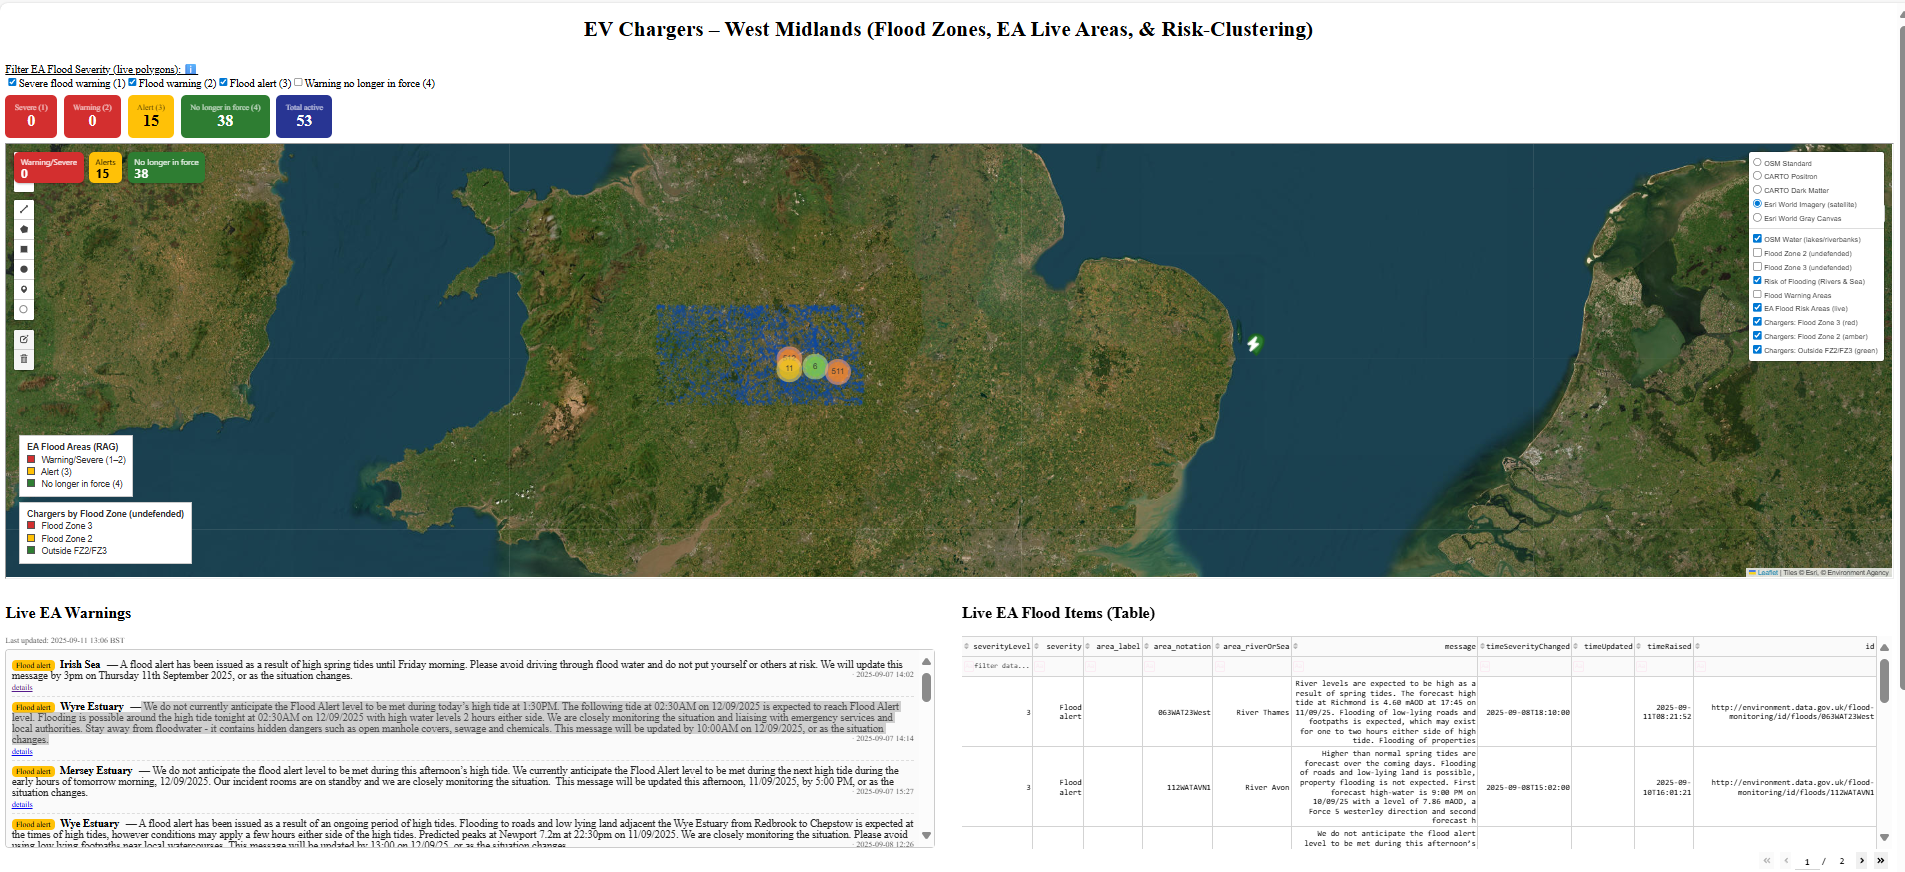 EV Chargers – West Midlands (Flood Zones, EA Live Areas, & Risk-Clustering)
Filter EA Flood Severity (live polygons):
Severe flood warning (1) Flood warning (2) Flood alert (3) Warning no longer in force (4)
Severe (1)
0
Warning (2)
0
Alert (3)
15
No longer in force (4)
38
Total active
53
Warning/Severe
0
Alerts
15
No longer in force
38
OSM Standard
CARTO Positron
CARTO Dark Matter
Esri World Imagery (satellite)
Esri World Gray Canvas
OSM Water (lakes/riverbanks)
Flood Zone 2 (undefended)
Flood Zone 3 (undefended)
Risk of Flooding (Rivers & Sea)
Flood Warning Areas
EA Flood Risk Areas (live)
Chargers: Flood Zone 3 (red)
Chargers: Flood Zone 2 (amber)
Chargers: Outside FZ2/FZ3 (green)
11
6
511
EA Flood Areas (RAG)
Warning/Severe (1–2)
Alert (3)
No longer in force (4)
Chargers by Flood Zone (undefended)
Flood Zone 3
Flood Zone 2
Outside FZ2/FZ3
Leaflet | Tiles © Esri, © Environment Agency
Live EA Warnings
Last updated: 2025-09-11 13:06 BST
Flood alert Irish Sea — A flood alert has been issued as a result of high spring tides until Friday morning. Please avoid driving through flood water and do not put yourself or others at risk. We will update this
message by 3pm on Thursday 11th September 2025, or as the situation changes.
· 2025-09-07 14:02
details
Flood alert Wyre Estuary — We do not currently anticipate the Flood Alert level to be met during today's high tide at 1:30PM. The following tide at 02:30AM on 12/09/2025 is expected to reach Flood Alert
level. Flooding is possible around the high tide tonight at 02:30AM on 12/09/2025 with high water levels 2 hours either side. We are closely monitoring the situation and liaising with emergency services and
local authorities. Stay away from floodwater - it contains hidden dangers such as open manhole covers, sewage and chemicals. This message will be updated by 10:00AM on 12/09/2025, or as the situation
changes.
· 2025-09-07 14:14
details
Flood alert Mersey Estuary — We do not anticipate the flood alert level to be met during this afternoon's high tide. We currently anticipate the Flood Alert level to be met during the next high tide during the
early hours of tomorrow morning, 12/09/2025. Our incident rooms are on standby and we are closely monitoring the situation. This message will be updated this afternoon, 11/09/2025, by 5:00 PM, or as the
situation changes.
· 2025-09-07 15:27
details
Flood alert Wye Estuary — A flood alert has been issued as a result of an ongoing period of high tides. Flooding to roads and low lying land adjacent the Wye Estuary from Redbrook to Chepstow is expected at
the times of high tides, however conditions may apply a few hours either side of the high tides. Predicted peaks at Newport 7.2m at 22:30pm on 11/09/2025. We are closely monitoring the situation. Please avoid
using low lying footpaths near local watercourses. This message will be updated by 13:00 on 12/09/25, or as the situation changes.
· 2025-09-08 12:26
Live EA Flood Items (Table)
severityLevel severity area_label area_notation area_riverOrSea message timeSeverityChanged timeUpdated timeRaised id
filter data...
3
Flood
alert
063WAT23West
River Thames
River levels are expected to be high as a
result of spring tides. The forecast high
tide at Richmond is 4.60 mAOD at 17:45 on
11/09/25. Flooding of low-lying roads and
footpaths is expected, which may exist
for one to two hours either side of high
tide. Flooding of properties
2025-09-08T18:10:00
2025-09-
11T08:21:52
http://environment.data.gov.uk/flood-
monitoring/id/floods/063WAT23West
3
Flood
alert
112WATAVN1
River Avon
Higher than normal spring tides are
forecast over the coming days. Flooding
of roads and low-lying land is possible,
property flooding is not expected. First
forecast high-water is 9:00 PM on
10/09/25 with a level of 7.86 mAOD, a
Force 5 westerley direction and second
forecast h
2025-09-08T15:02:00
2025-09-
10T16:01:21
http://environment.data.gov.uk/flood-
monitoring/id/floods/112WATAVN1
We do not anticipate the flood alert
level to be met during this afternoon's
1 / 2